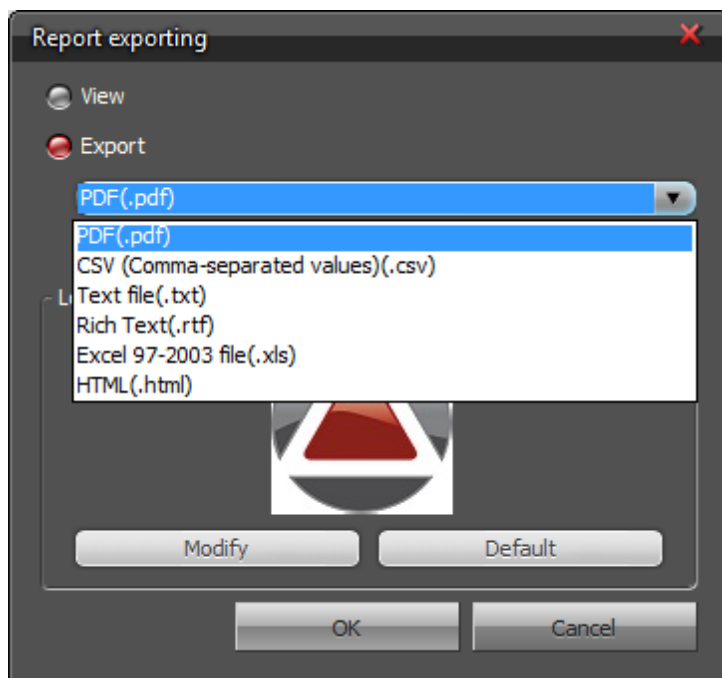 Report exporting
View
Export
PDF(.pdf)
PDF(.pdf)
CSV (Comma-separated values)(.csv)
Text file(.txt)
Rich Text(.rtf)
Excel 97-2003 file(.xls)
HTML(.html)
Modify Default
OK Cancel